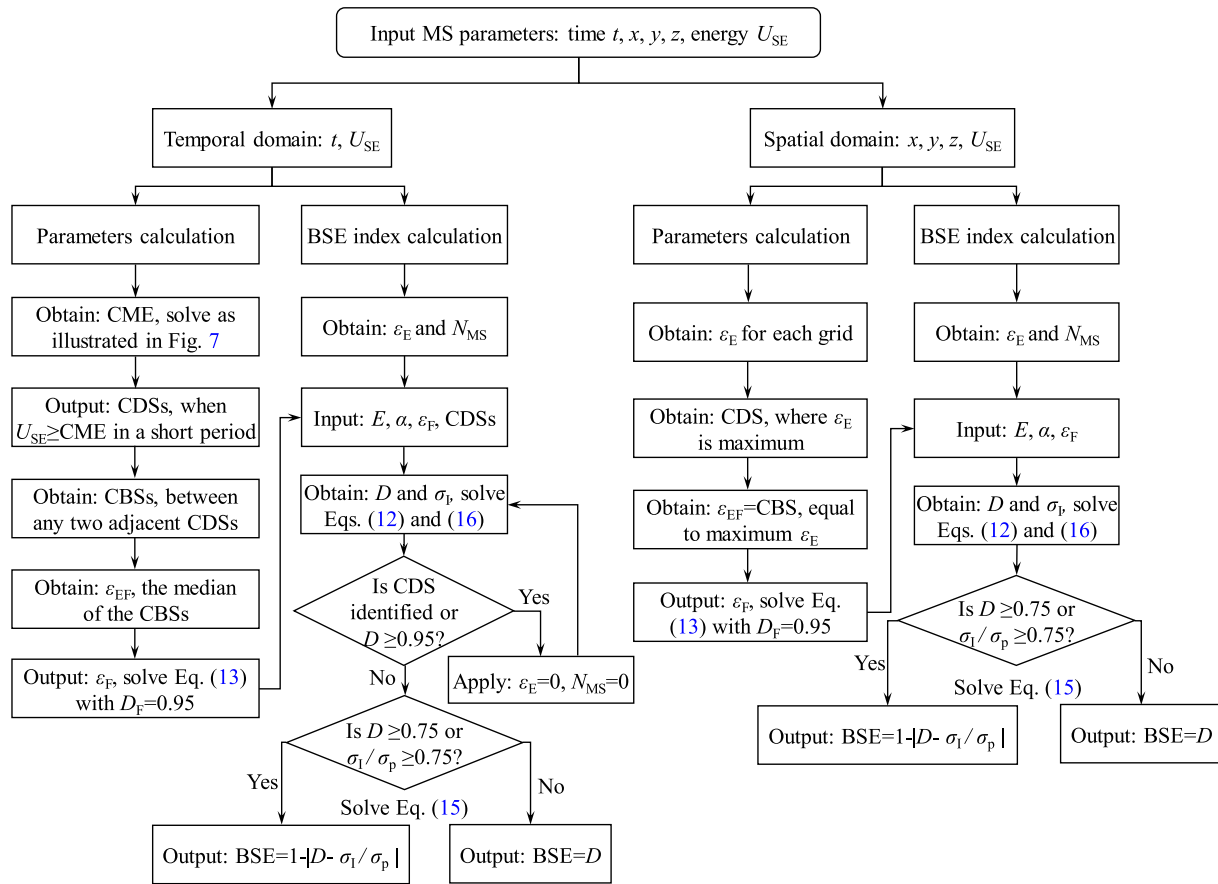 Input MS parameters: time t, x, y, z, energy U_SE
Temporal domain: t, U_SE
Parameters calculation
Obtain: CME, solve as
illustrated in Fig. 7
Output: CDSs, when
U_SE≥CME in a short period
Obtain: CBSs, between
any two adjacent CDSs
Obtain: ε_EF, the median
of the CBSs
Output: ε_F, solve Eq. (13)
with D_F=0.95
BSE index calculation
Obtain: ε_E and N_MS
Input: E, α, ε_F, CDSs
Obtain: D and σ_I, solve
Eqs. (12) and (16)
Is CDS
identified or
D ≥0.95?
Yes
Apply: ε_E=0, N_MS=0
No
Is D ≥0.75 or
σ_I / σ_p ≥0.75?
Yes
No
Solve Eq. (15)
Output: BSE=1-|D- σ_I / σ_p |
Output: BSE=D
Spatial domain: x, y, z, U_SE
Parameters calculation
Obtain: ε_E for each grid
Obtain: CDS, where ε_E
is maximum
Obtain: ε_EF=CBS, equal
to maximum ε_E
Output: ε_F, solve Eq.
(13) with D_F=0.95
BSE index calculation
Obtain: ε_E and N_MS
Input: E, α, ε_F
Obtain: D and σ_I, solve
Eqs. (12) and (16)
Is D ≥0.75 or
σ_I / σ_p ≥0.75?
Yes
No
Solve Eq. (15)
Output: BSE=1-|D- σ_I / σ_p |
Output: BSE=D